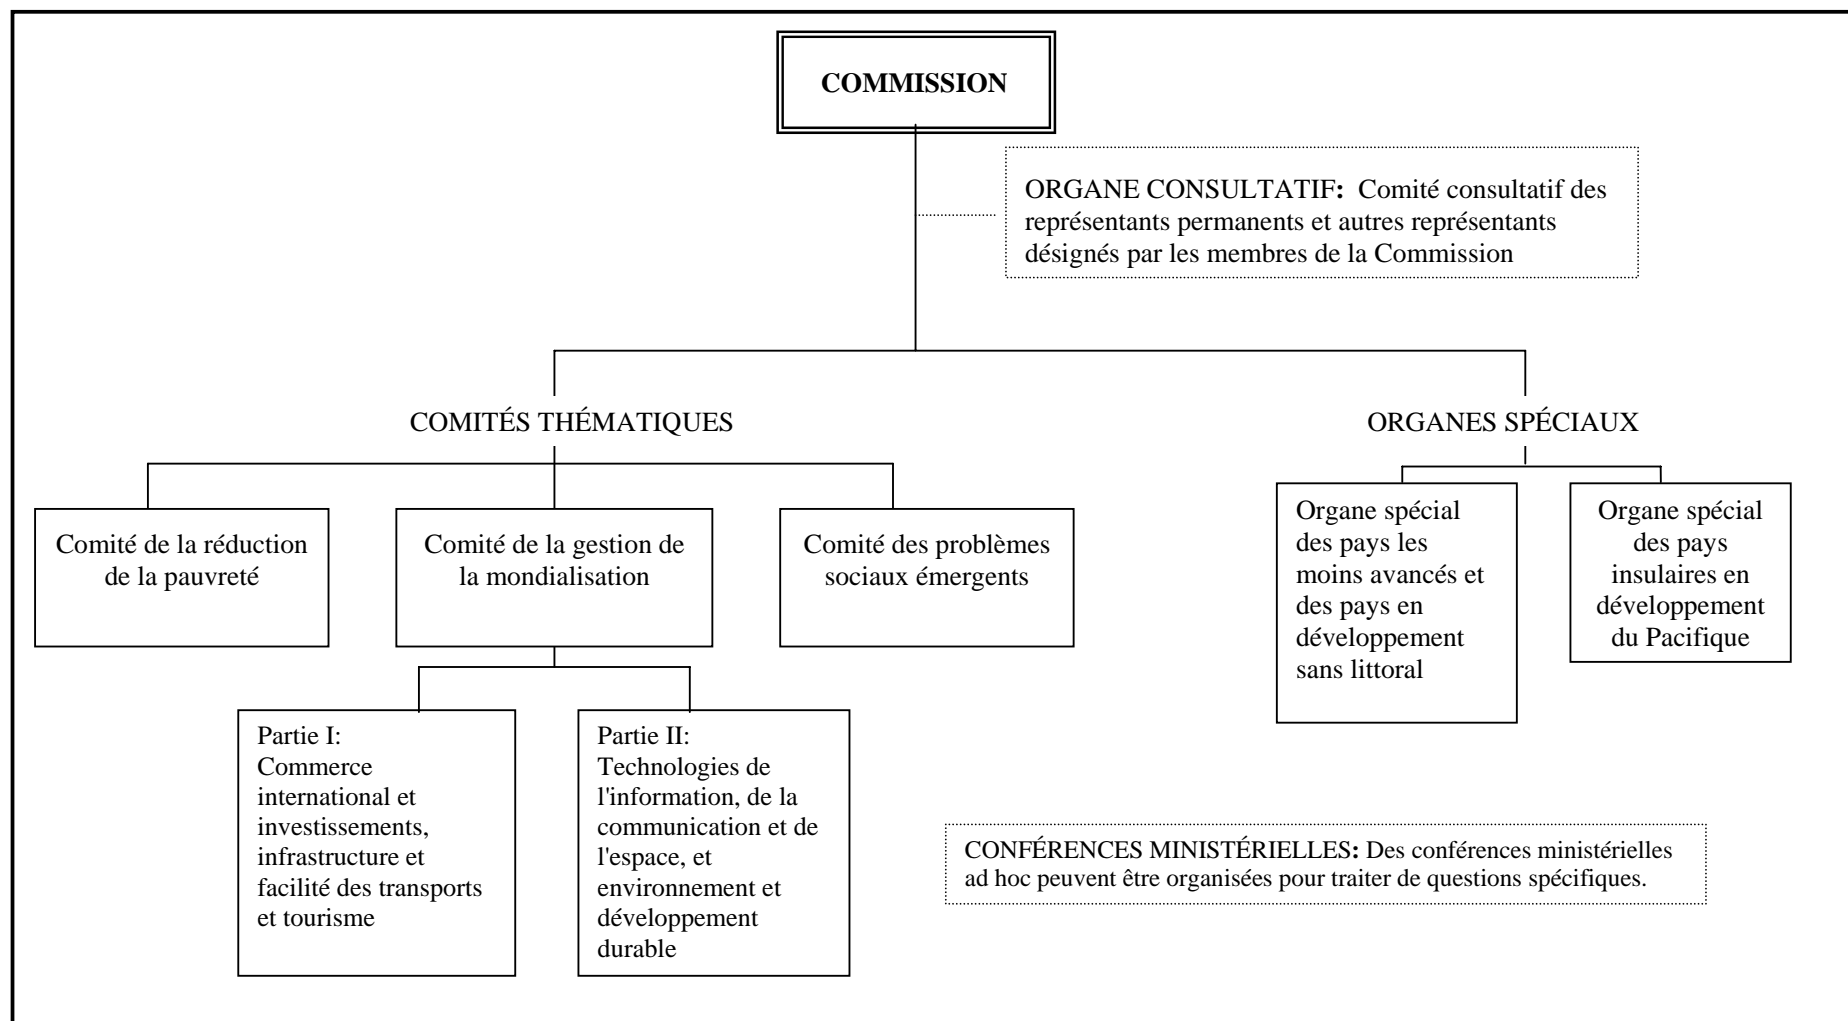 COMMISSION
ORGANE CONSULTATIF: Comité consultatif des
représentants permanents et autres représentants
désignés par les membres de la Commission
COMITÉS THÉMATIQUES
ORGANES SPÉCIAUX
Comité de la réduction
de la pauvreté
Comité de la gestion de
la mondialisation
Comité des problèmes
sociaux émergents
Organe spécial
des pays les
moins avancés et
des pays en
développement
sans littoral
Organe spécial
des pays
insulaires en
développement
du Pacifique
Partie I:
Commerce
international et
investissements,
infrastructure et
facilité des transports
et tourisme
Partie II:
Technologies de
l'information, de la
communication et de
l'espace, et
environnement et
développement
durable
CONFÉRENCES MINISTÉRIELLES: Des conférences ministérielles
ad hoc peuvent être organisées pour traiter de questions spécifiques.